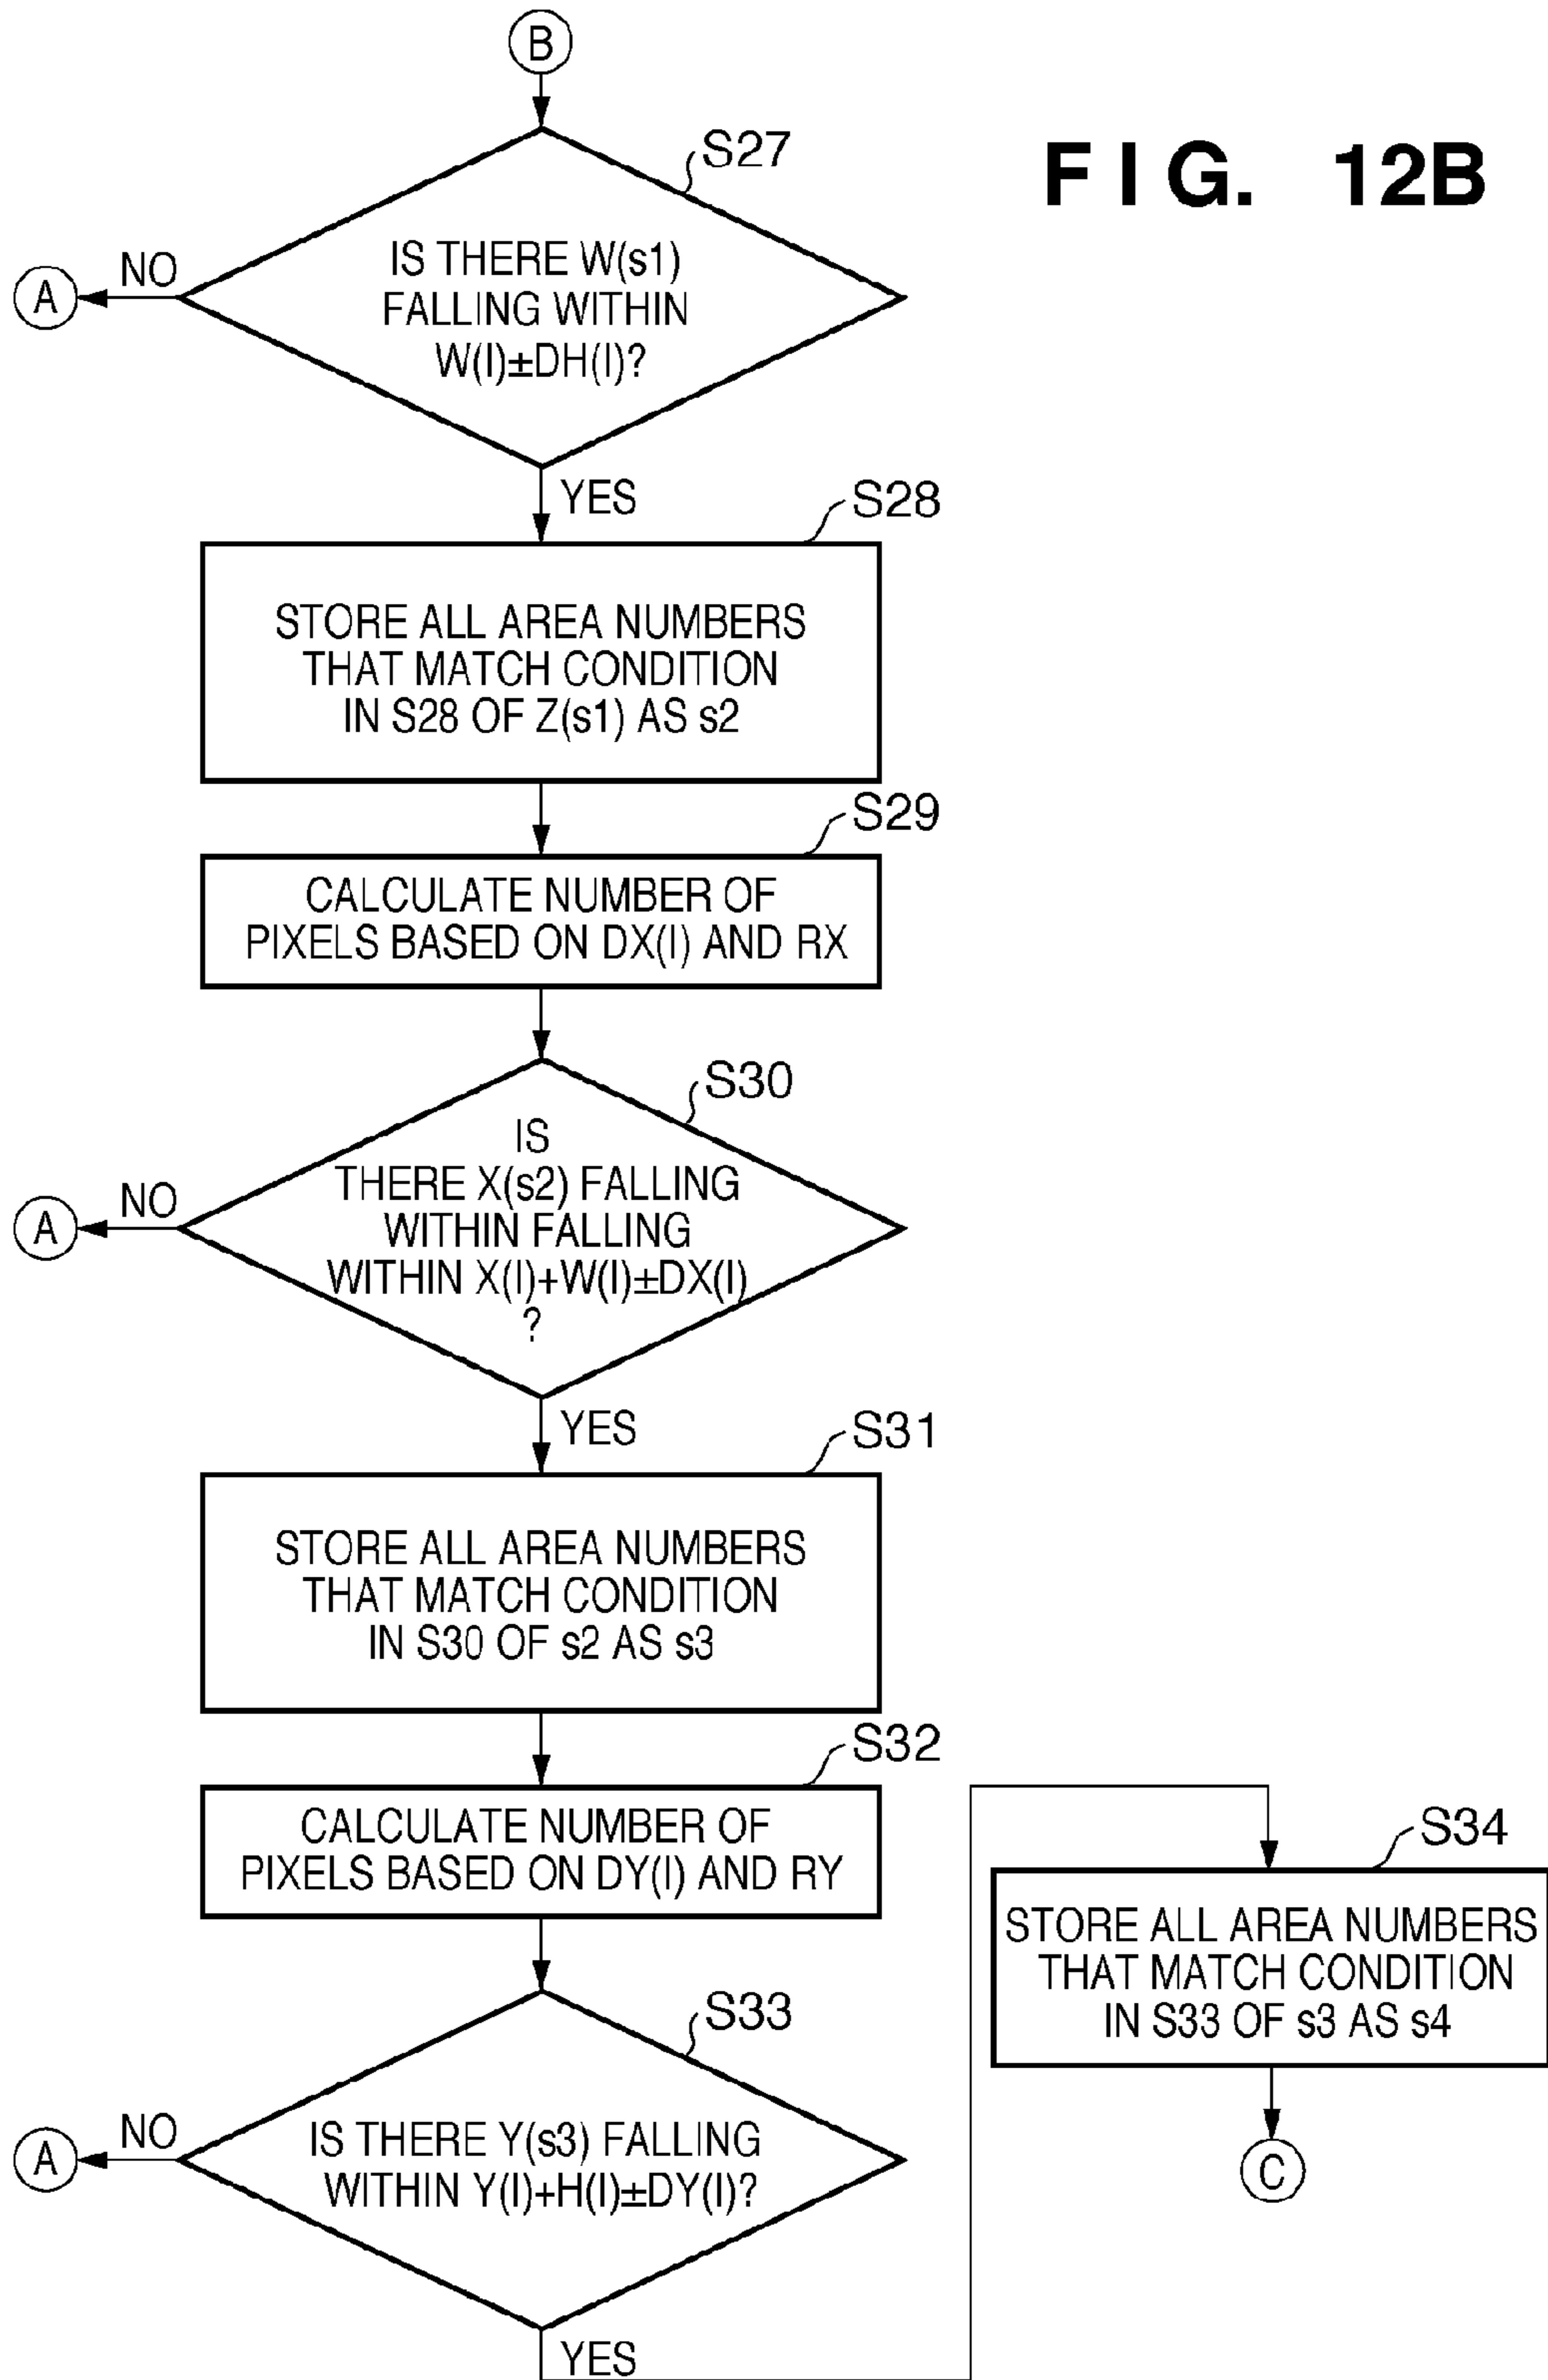 B
F I G. 12B
S27
IS THERE W(s1)
FALLING WITHIN
W(I)±DH(I)?
NO
A
YES
S28
STORE ALL AREA NUMBERS
THAT MATCH CONDITION
IN S28 OF Z(s1) AS s2
S29
CALCULATE NUMBER OF
PIXELS BASED ON DX(I) AND RX
S30
IS
THERE X(s2) FALLING
WITHIN FALLING
WITHIN X(I)+W(I)±DX(I)
?
NO
A
YES
S31
STORE ALL AREA NUMBERS
THAT MATCH CONDITION
IN S30 OF s2 AS s3
S32
CALCULATE NUMBER OF
PIXELS BASED ON DY(I) AND RY
S33
IS THERE Y(s3) FALLING
WITHIN Y(I)+H(I)±DY(I)?
NO
A
YES
S34
STORE ALL AREA NUMBERS
THAT MATCH CONDITION
IN S33 OF s3 AS s4
C